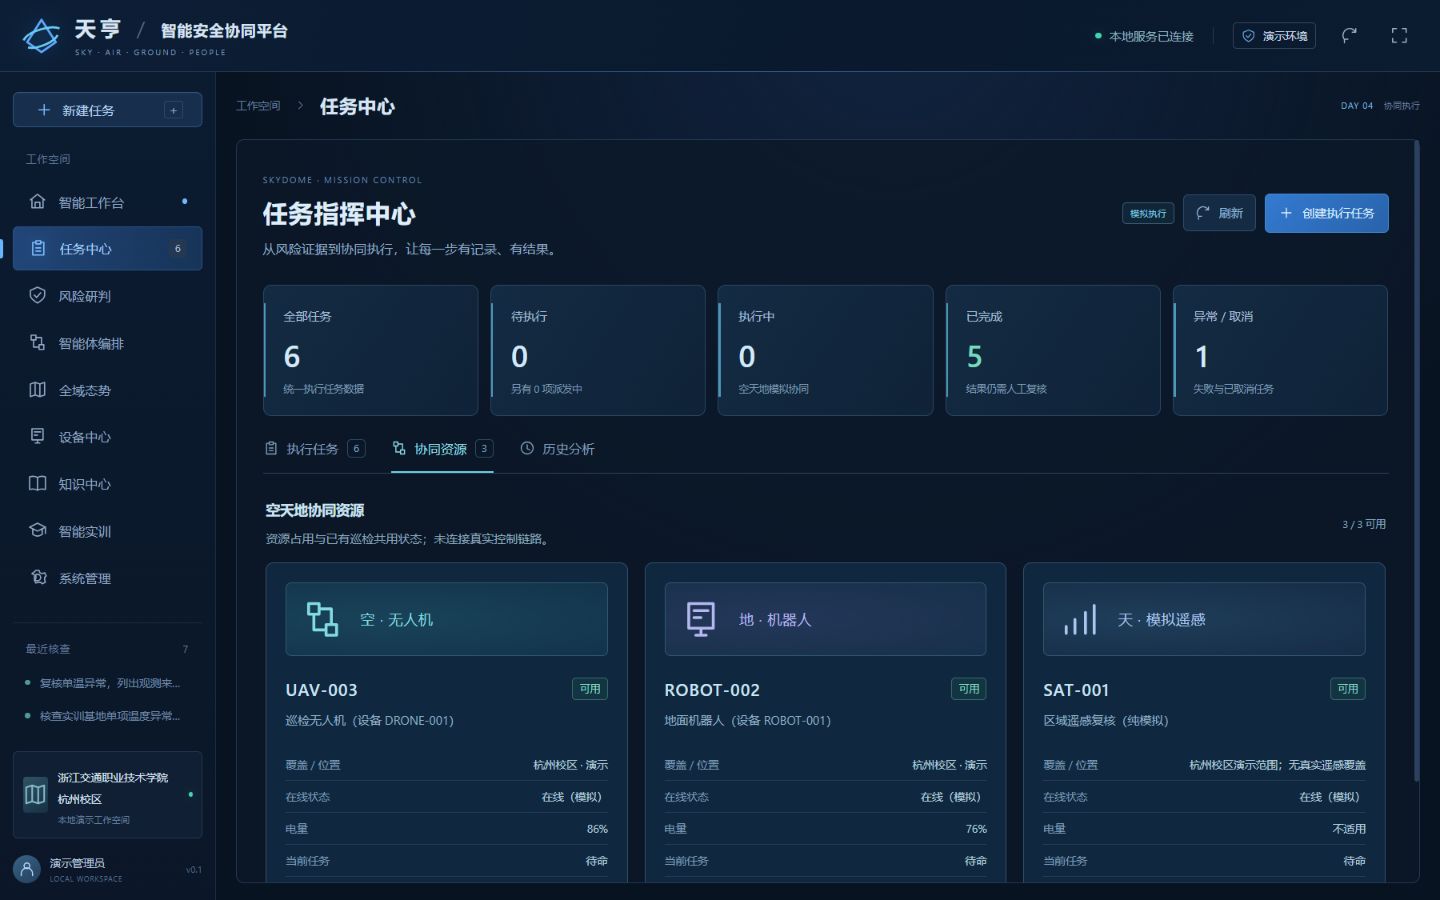 天亨 / 智能安全协同平台
SKY · AIR · GROUND · PEOPLE
本地服务已连接
演示环境
新建任务 +
工作空间
智能工作台
任务中心 6
风险研判
智能体编排
全域态势
设备中心
知识中心
智能实训
系统管理
最近核查 7
复核单温异常，列出观测来...
核查实训基地单项温度异常...
浙江交通职业技术学院
杭州校区
本地演示工作空间
演示管理员
LOCAL WORKSPACE
v0.1
工作空间 > 任务中心
DAY 04 协同执行
SKYDOME · MISSION CONTROL
任务指挥中心
从风险证据到协同执行，让每一步有记录、有结果。
模拟执行
刷新
+ 创建执行任务
全部任务
6
统一执行任务数据
待执行
0
另有 0 项派发中
执行中
0
空天地模拟协同
已完成
5
结果仍需人工复核
异常 / 取消
1
失败与已取消任务
执行任务 6
协同资源 3
历史分析
空天地协同资源
资源占用与已有巡检共用状态；未连接真实控制链路。
3 / 3 可用
空 · 无人机
UAV-003 可用
巡检无人机（设备 DRONE-001）
覆盖 / 位置 杭州校区 · 演示
在线状态 在线（模拟）
电量 86%
当前任务 待命
地 · 机器人
ROBOT-002 可用
地面机器人（设备 ROBOT-001）
覆盖 / 位置 杭州校区 · 演示
在线状态 在线（模拟）
电量 76%
当前任务 待命
天 · 模拟遥感
SAT-001 可用
区域遥感复核（纯模拟）
覆盖 / 位置 杭州校区演示范围；无真实遥感覆盖
在线状态 在线（模拟）
电量 不适用
当前任务 待命